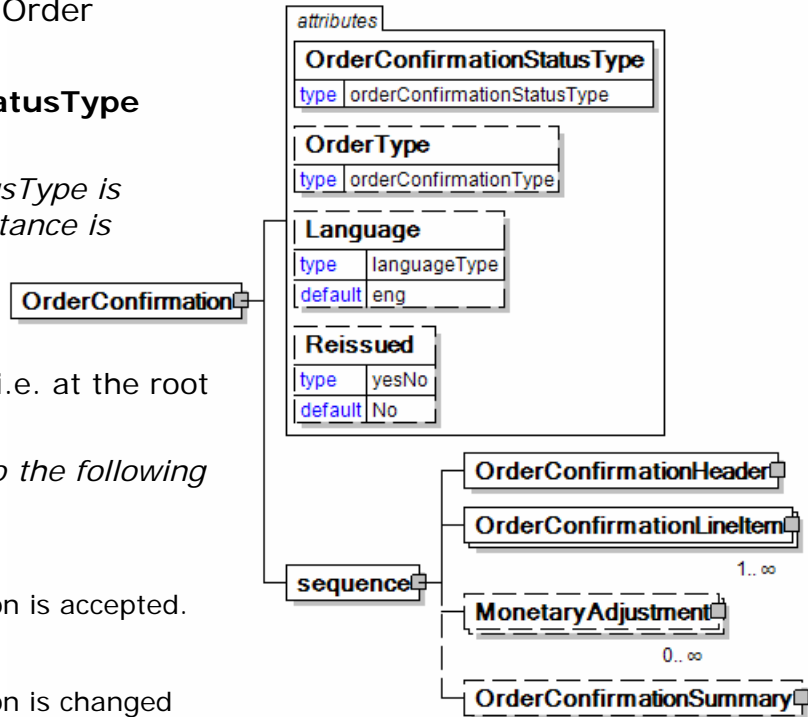 Order
atusType
usType is
tance is
i.e. at the root
o the following
on is accepted.
on is changed
OrderConfirmation
attributes
OrderConfirmationStatusType
type orderConfirmationStatusType
OrderType
type orderConfirmationType
Language
type languageType
default eng
Reissued
type yesNo
default No
sequence
OrderConfirmationHeader
OrderConfirmationLineItem
1.. ∞
MonetaryAdjustment
0.. ∞
OrderConfirmationSummary